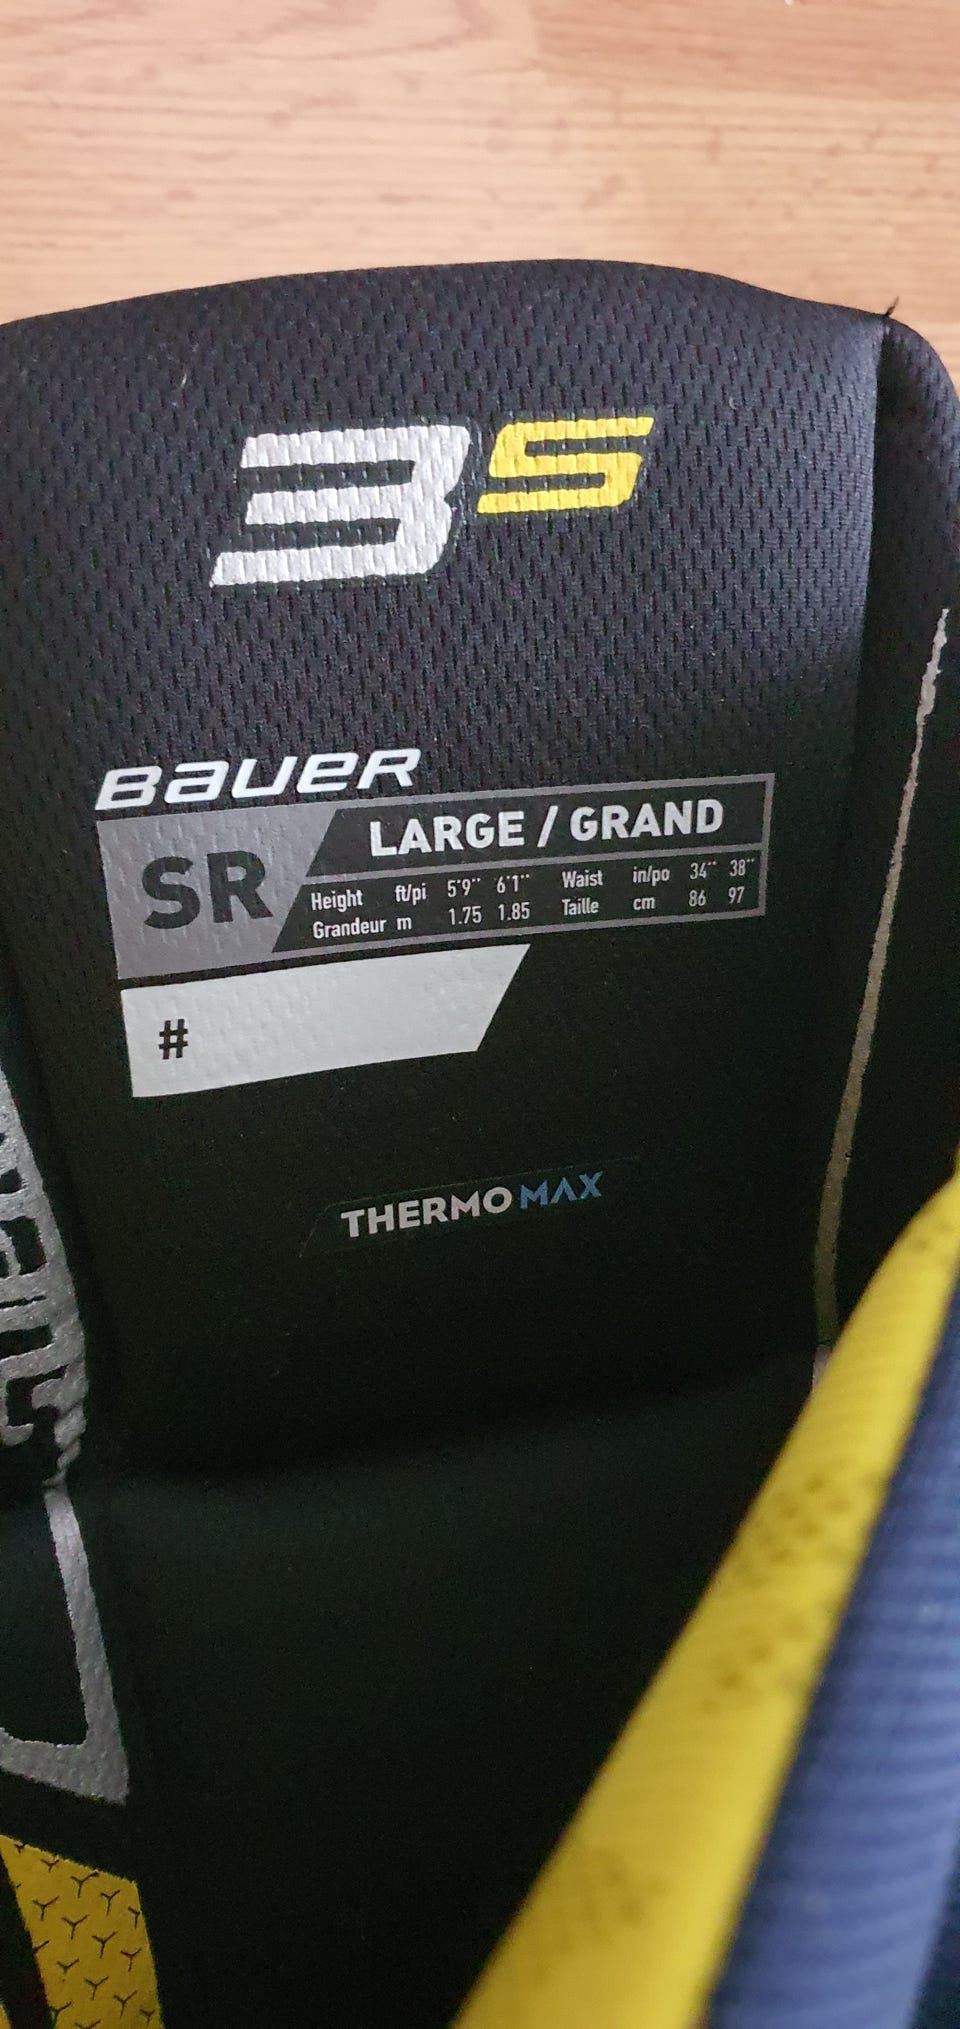 3S
BAUER
SR
LARGE / GRAND
Height ft/pi 5'9" 6'1" Waist in/po 34" 38"
Grandeur m 1.75 1.85 Taille cm 86 97
#
THERMOMAX